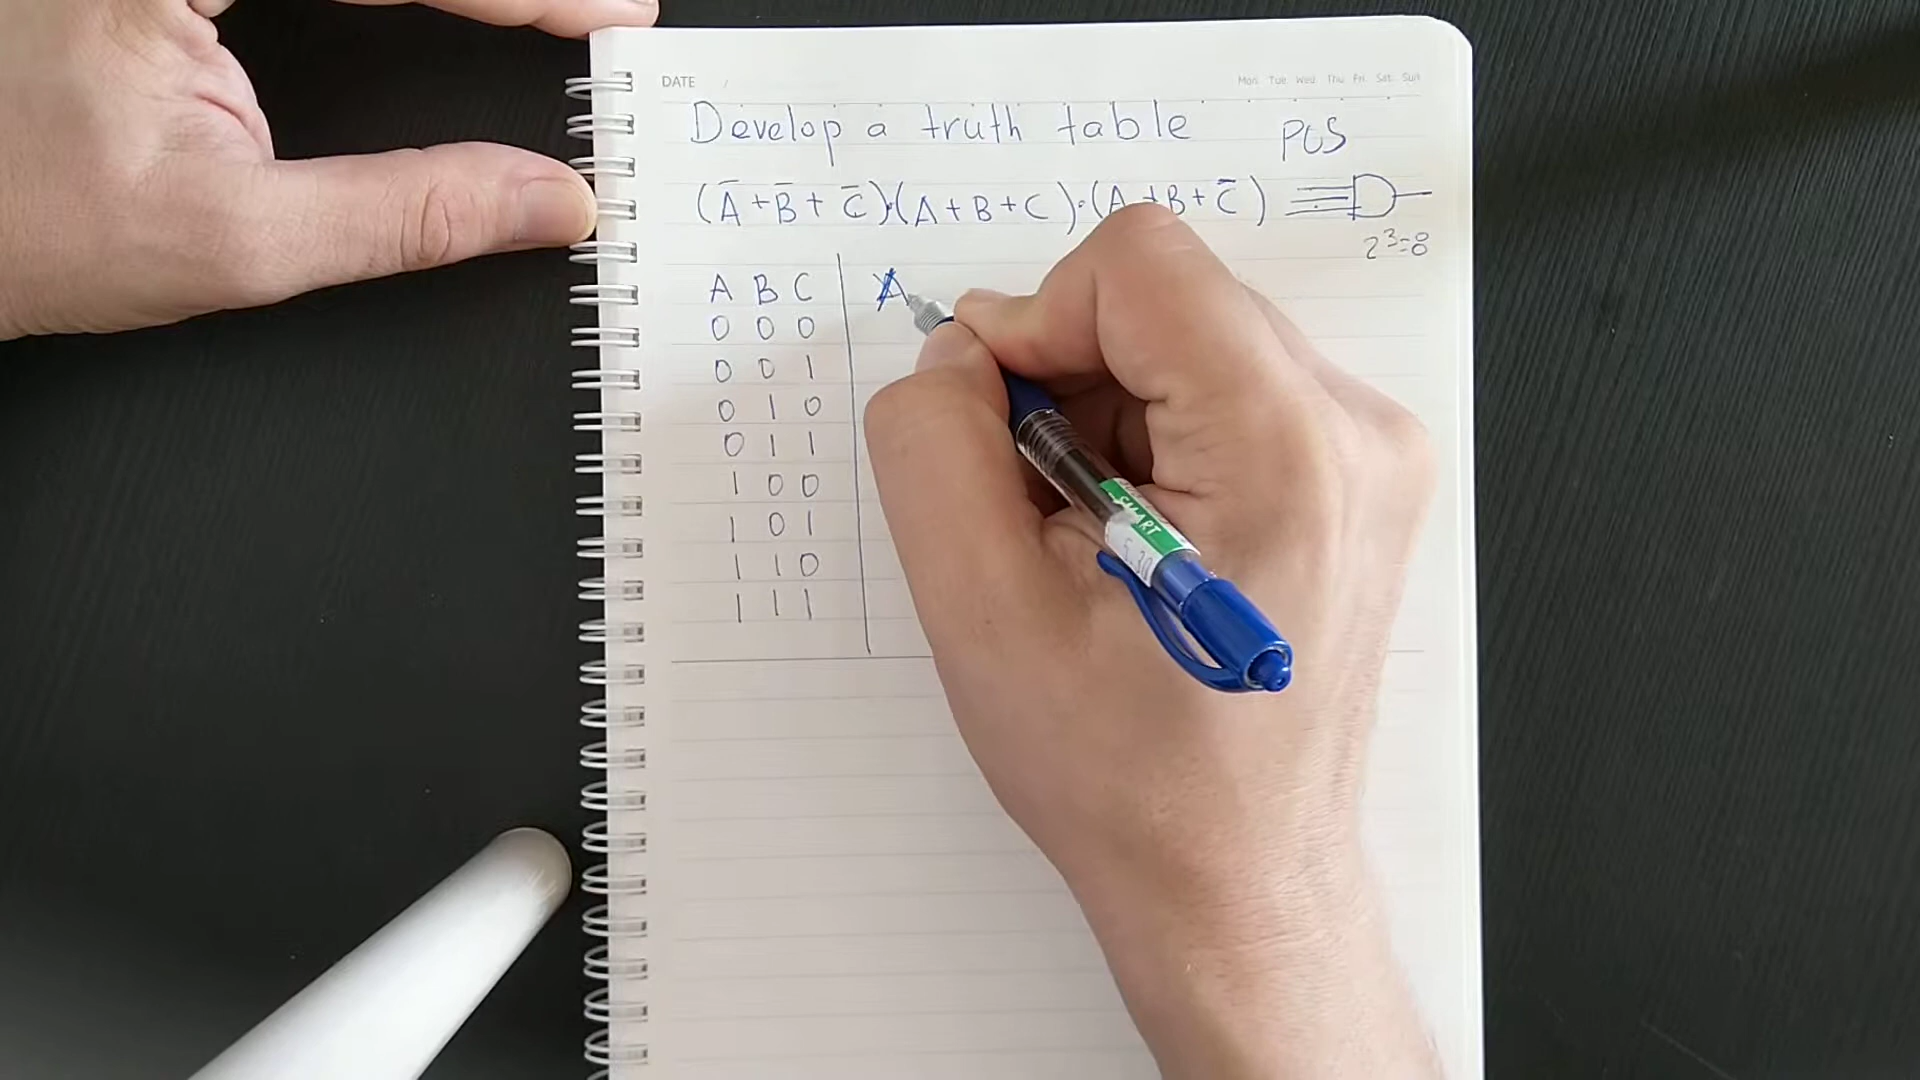 DATE /
Mon. Tue. Wed. Thu. Fri. Sat. Sun
Develop a truth table POS
(A̅+B̅+C̅)·(A+B+C)·(A+B+C̅)
2³=8
A B C
0 0 0
0 0 1
0 1 0
0 1 1
1 0 0
1 0 1
1 1 0
1 1 1
SMART